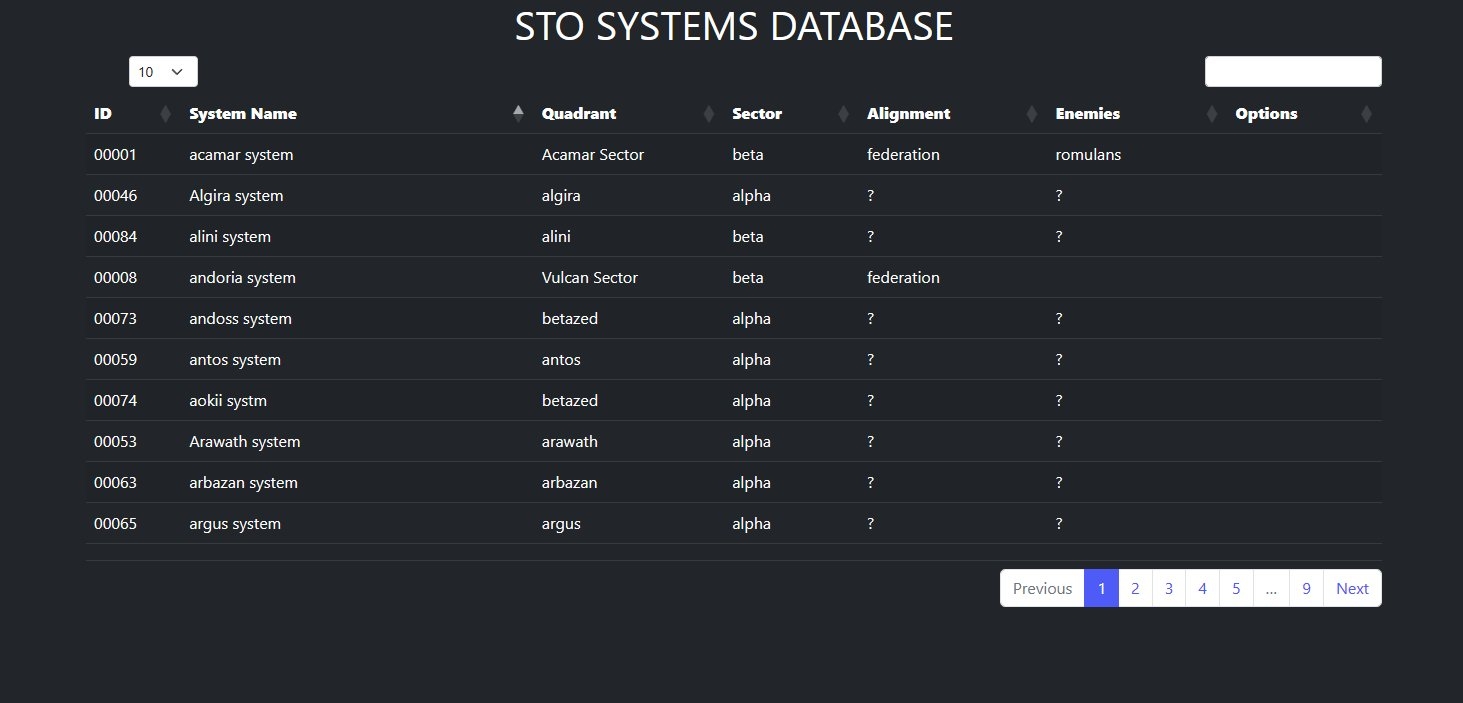 STO SYSTEMS DATABASE
10
ID System Name Quadrant Sector Alignment Enemies Options
00001 acamar system Acamar Sector beta federation romulans
00046 Algira system algira alpha ? ?
00084 alini system alini beta ? ?
00008 andoria system Vulcan Sector beta federation
00073 andoss system betazed alpha ? ?
00059 antos system antos alpha ? ?
00074 aokii systm betazed alpha ? ?
00053 Arawath system arawath alpha ? ?
00063 arbazan system arbazan alpha ? ?
00065 argus system argus alpha ? ?
Previous 1 2 3 4 5 ... 9 Next